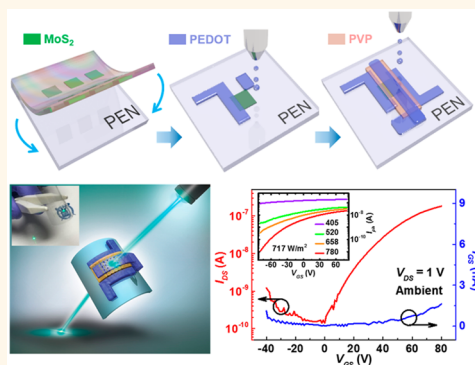 MoS2
PEDOT
PVP
PEN
PEN
PEN
10-7
10-8
10-9
10-10
IDS (A)
717 W/m2
405
520
658
780
-60 -30 0 30 60
VGS (V)
VDS = 1 V
Ambient
9
6
3
0
-40 -20 0 20 40 60 80
VGS (V)